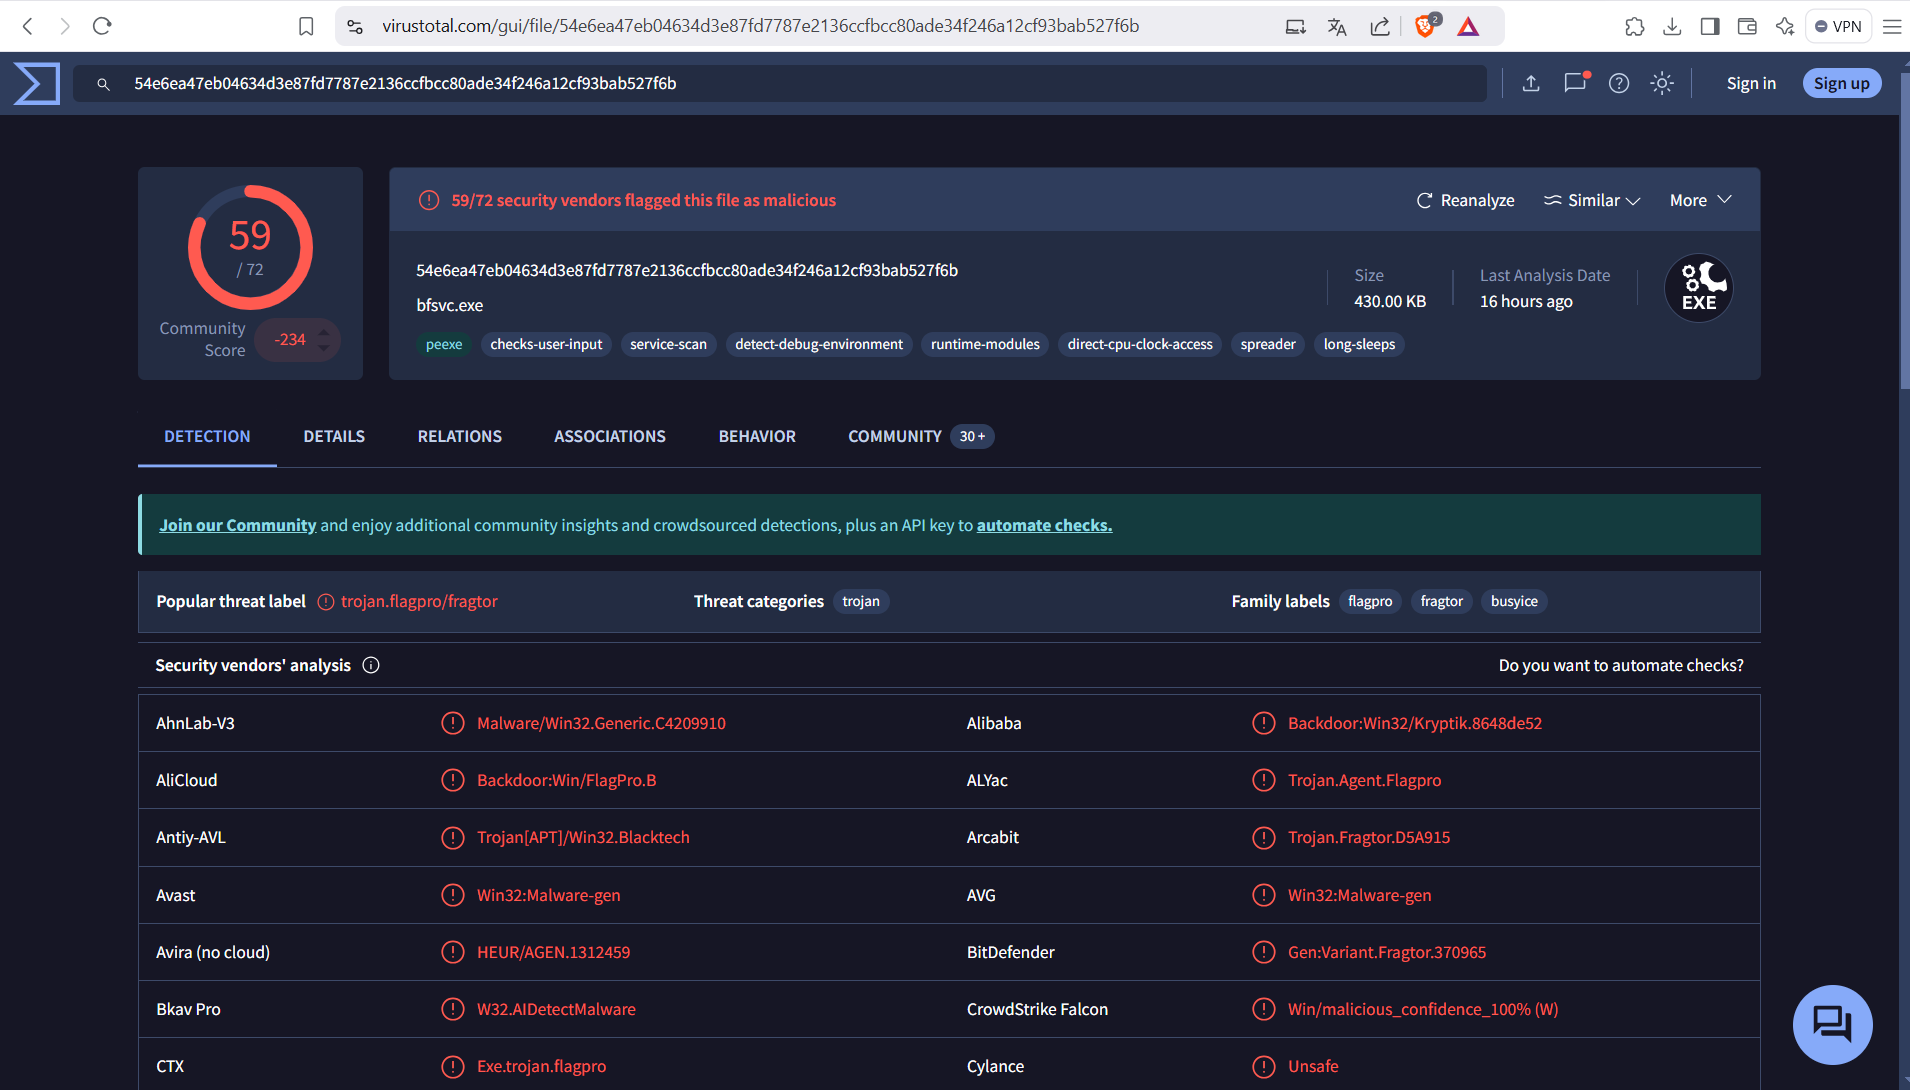 virustotal.com/gui/file/54e6ea47eb04634d3e87fd7787e2136ccfbcc80ade34f246a12cf93bab527f6b
2
VPN
54e6ea47eb04634d3e87fd7787e2136ccfbcc80ade34f246a12cf93bab527f6b
Sign in
Sign up
59
/ 72
Community
Score
-234
59/72 security vendors flagged this file as malicious
Reanalyze
Similar
More
54e6ea47eb04634d3e87fd7787e2136ccfbcc80ade34f246a12cf93bab527f6b
bfsvc.exe
Size
430.00 KB
Last Analysis Date
16 hours ago
EXE
peexe
checks-user-input
service-scan
detect-debug-environment
runtime-modules
direct-cpu-clock-access
spreader
long-sleeps
DETECTION
DETAILS
RELATIONS
ASSOCIATIONS
BEHAVIOR
COMMUNITY
30 +
Join our Community and enjoy additional community insights and crowdsourced detections, plus an API key to automate checks.
Popular threat label
trojan.flagpro/fragtor
Threat categories
trojan
Family labels
flagpro
fragtor
busyice
Security vendors' analysis
Do you want to automate checks?
AhnLab-V3
Malware/Win32.Generic.C4209910
Alibaba
Backdoor:Win32/Kryptik.8648de52
AliCloud
Backdoor:Win/FlagPro.B
ALYac
Trojan.Agent.Flagpro
Antiy-AVL
Trojan[APT]/Win32.Blacktech
Arcabit
Trojan.Fragtor.D5A915
Avast
Win32:Malware-gen
AVG
Win32:Malware-gen
Avira (no cloud)
HEUR/AGEN.1312459
BitDefender
Gen:Variant.Fragtor.370965
Bkav Pro
W32.AIDetectMalware
CrowdStrike Falcon
Win/malicious_confidence_100% (W)
CTX
Exe.trojan.flagpro
Cylance
Unsafe